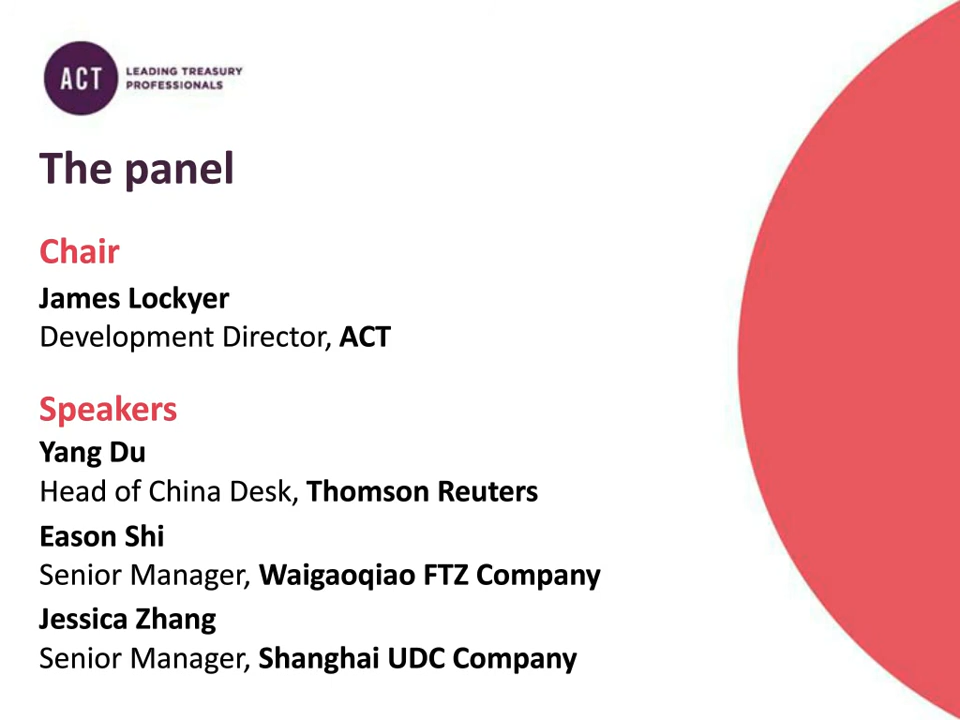 ACT
LEADING TREASURY
PROFESSIONALS
The panel
Chair
James Lockyer
Development Director, ACT
Speakers
Yang Du
Head of China Desk, Thomson Reuters
Eason Shi
Senior Manager, Waigaoqiao FTZ Company
Jessica Zhang
Senior Manager, Shanghai UDC Company